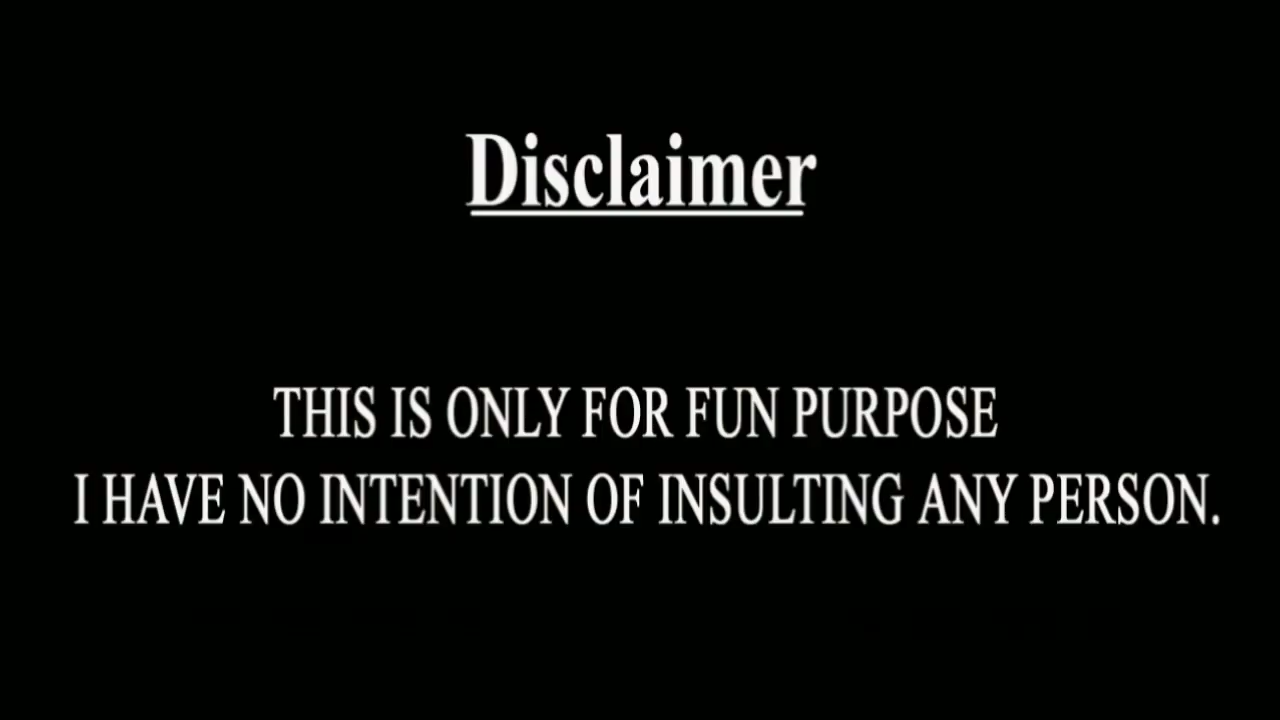 Disclaimer
THIS IS ONLY FOR FUN PURPOSE
I HAVE NO INTENTION OF INSULTING ANY PERSON.